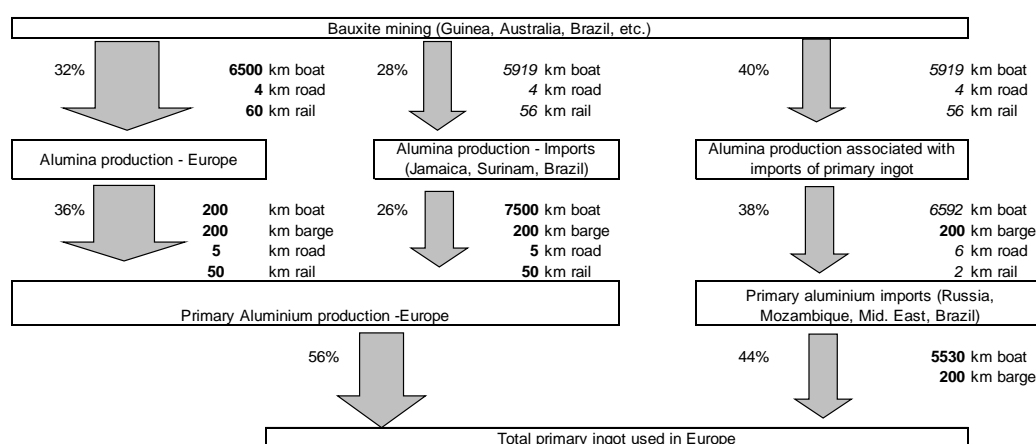 Bauxite mining (Guinea, Australia, Brazil, etc.)
32% 6500 km boat 28% 5919 km boat 40% 5919 km boat
4 km road 4 km road 4 km road
60 km rail 56 km rail 56 km rail
Alumina production - Europe
Alumina production - Imports
(Jamaica, Surinam, Brazil)
Alumina production associated with
imports of primary ingot
36% 200 km boat 26% 7500 km boat 38% 6592 km boat
200 km barge 200 km barge 200 km barge
5 km road 5 km road 6 km road
50 km rail 50 km rail 2 km rail
Primary Aluminium production -Europe
Primary aluminium imports (Russia,
Mozambique, Mid. East, Brazil)
56% 44% 5530 km boat
200 km barge
Total primary ingot used in Europe